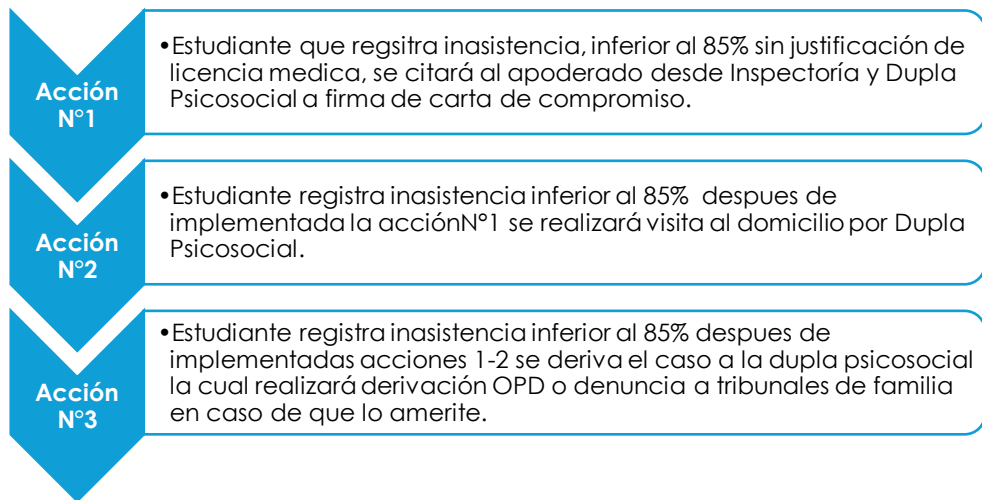 Acción
N°1
•Estudiante que regsitra inasistencia, inferior al 85% sin justificación de
licencia medica, se citará al apoderado desde Inspectoría y Dupla
Psicosocial a firma de carta de compromiso.
Acción
N°2
•Estudiante registra inasistencia inferior al 85% despues de
implementada la acciónN°1 se realizará visita al domicilio por Dupla
Psicosocial.
Acción
N°3
•Estudiante registra inasistencia inferior al 85% despues de
implementadas acciones 1-2 se deriva el caso a la dupla psicosocial
la cual realizará derivación OPD o denuncia a tribunales de familia
en caso de que lo amerite.